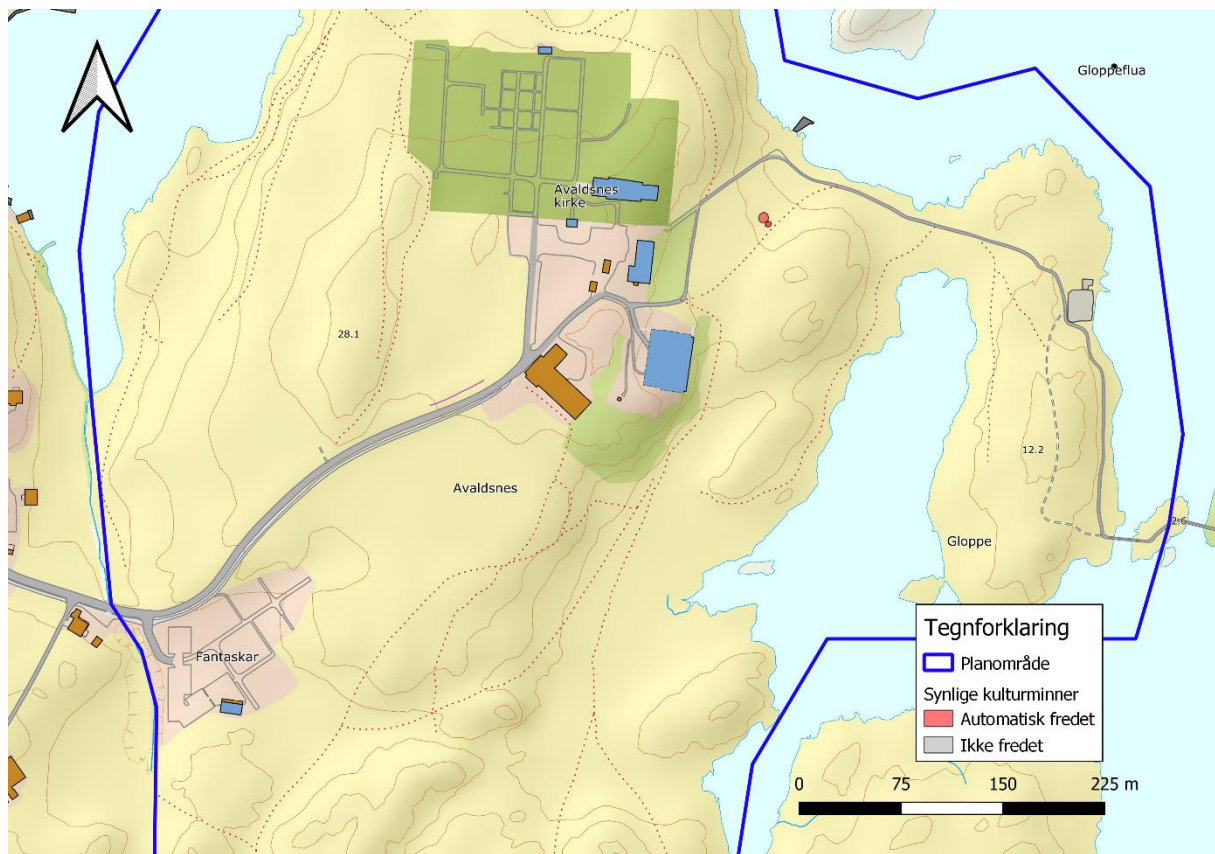 Gloppeflua
Avaldsnes
kirke
28.1
12.2
Avaldsnes
2.6
Gloppe
Fantaskar
Tegnforklaring
Planområde
Synlige kulturminner
Automatisk fredet
Ikke fredet
0 75 150 225 m